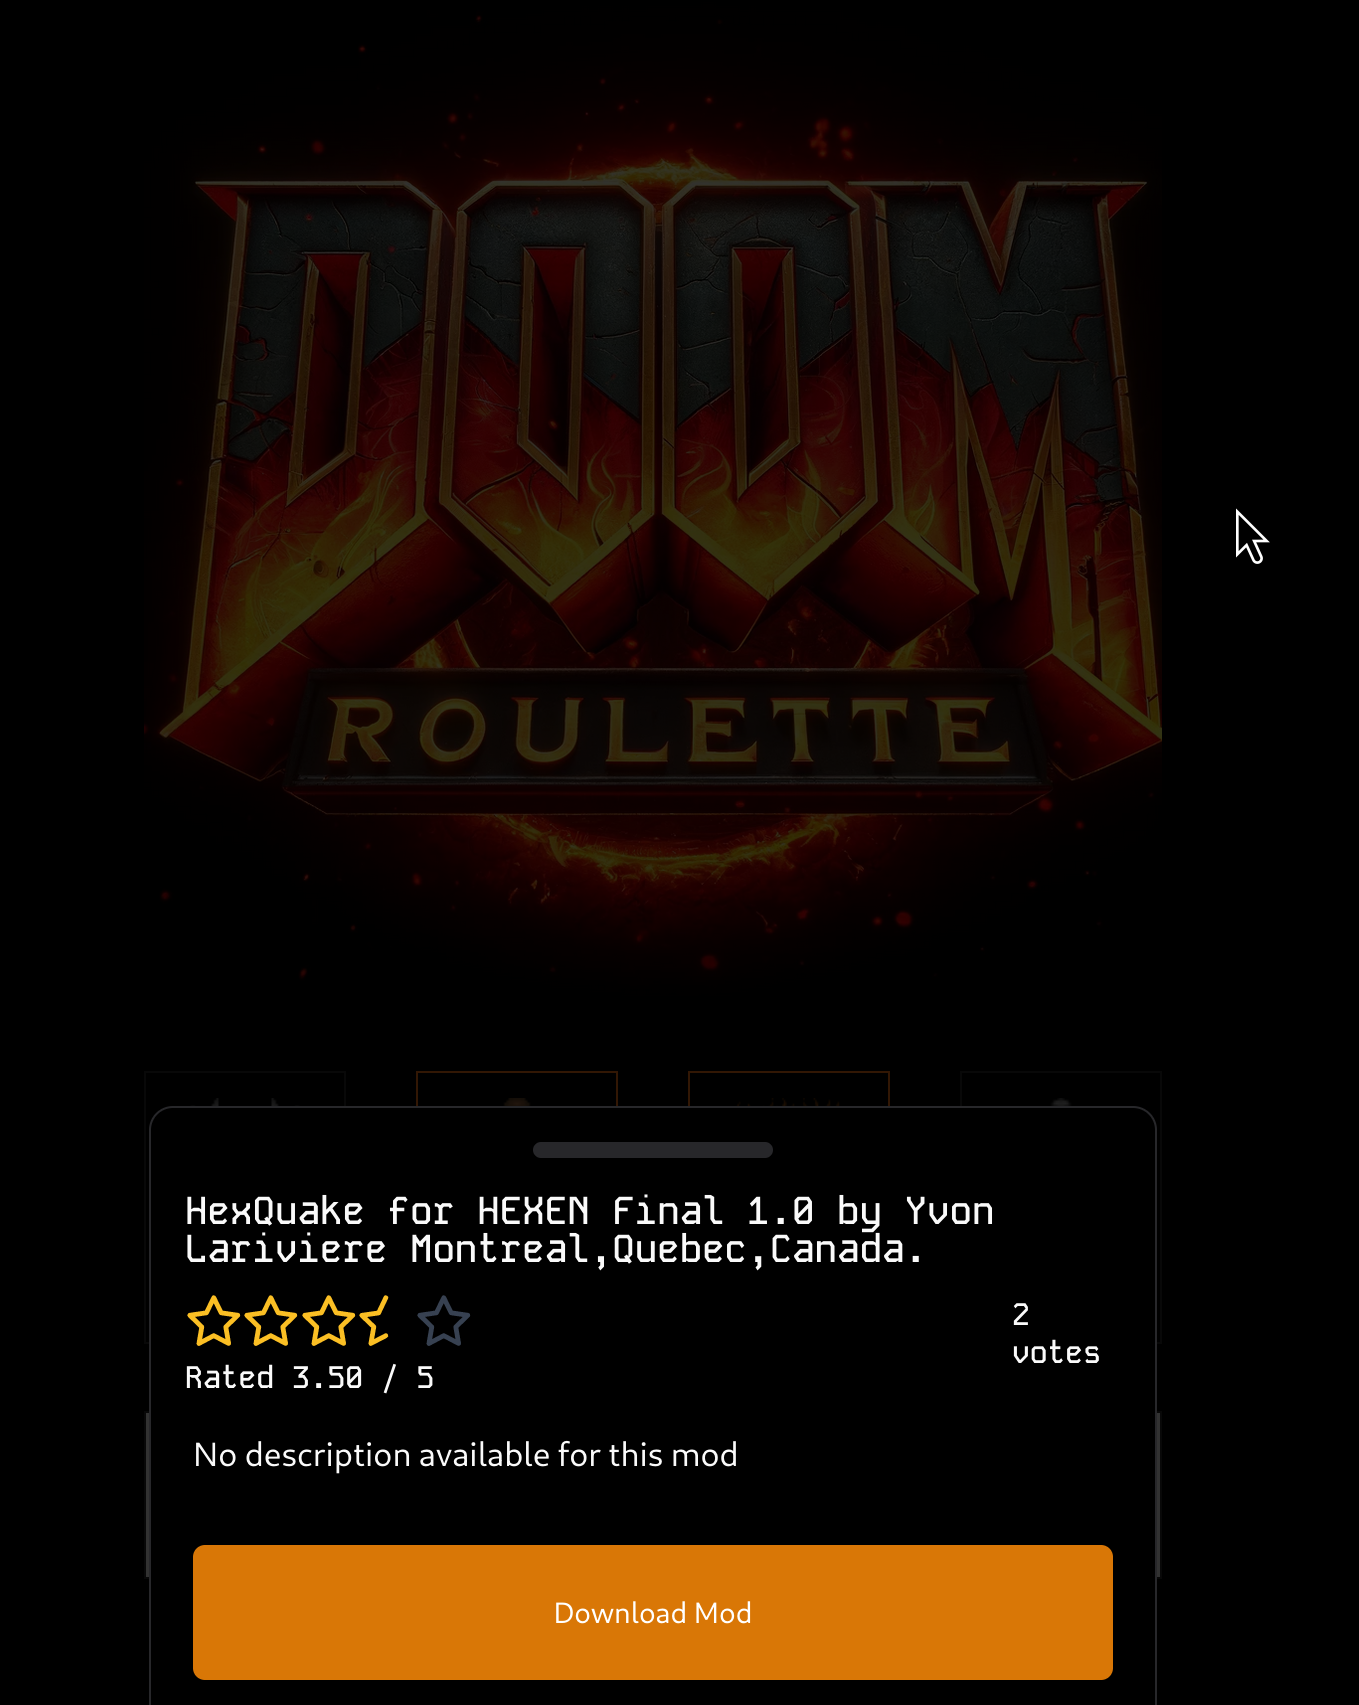 DOOM
ROULETTE
HexQuake for HEXEN Final 1.0 by Yvon
Lariviere Montreal,Quebec,Canada.
2
votes
Rated 3.50 / 5
No description available for this mod
Download Mod